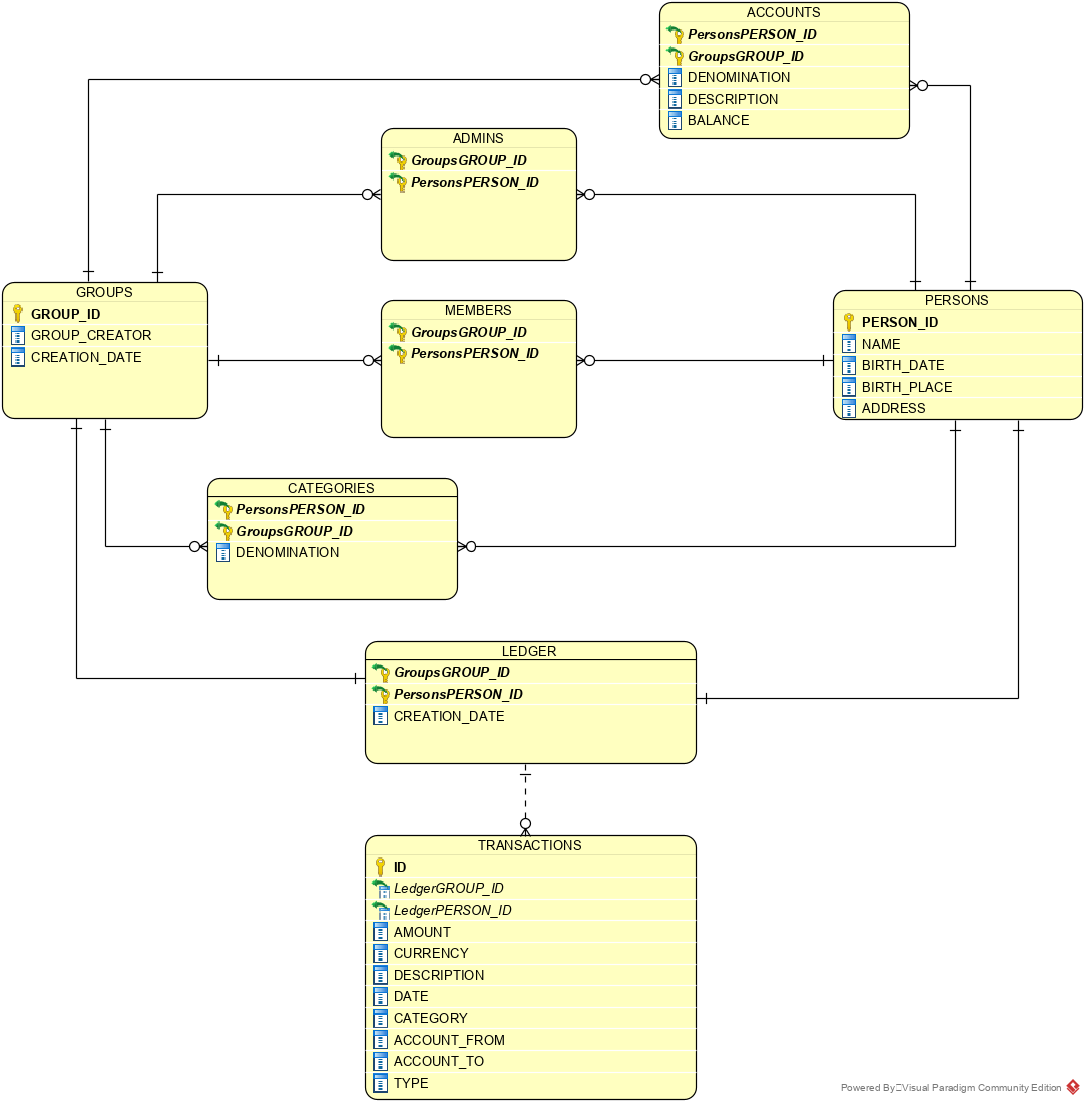 ACCOUNTS
PersonsPERSON_ID
GroupsGROUP_ID
DENOMINATION
DESCRIPTION
BALANCE
ADMINS
GroupsGROUP_ID
PersonsPERSON_ID
GROUPS
GROUP_ID
GROUP_CREATOR
CREATION_DATE
MEMBERS
GroupsGROUP_ID
PersonsPERSON_ID
PERSONS
PERSON_ID
NAME
BIRTH_DATE
BIRTH_PLACE
ADDRESS
CATEGORIES
PersonsPERSON_ID
GroupsGROUP_ID
DENOMINATION
LEDGER
GroupsGROUP_ID
PersonsPERSON_ID
CREATION_DATE
TRANSACTIONS
ID
LedgerGROUP_ID
LedgerPERSON_ID
AMOUNT
CURRENCY
DESCRIPTION
DATE
CATEGORY
ACCOUNT_FROM
ACCOUNT_TO
TYPE
Powered By Visual Paradigm Community Edition